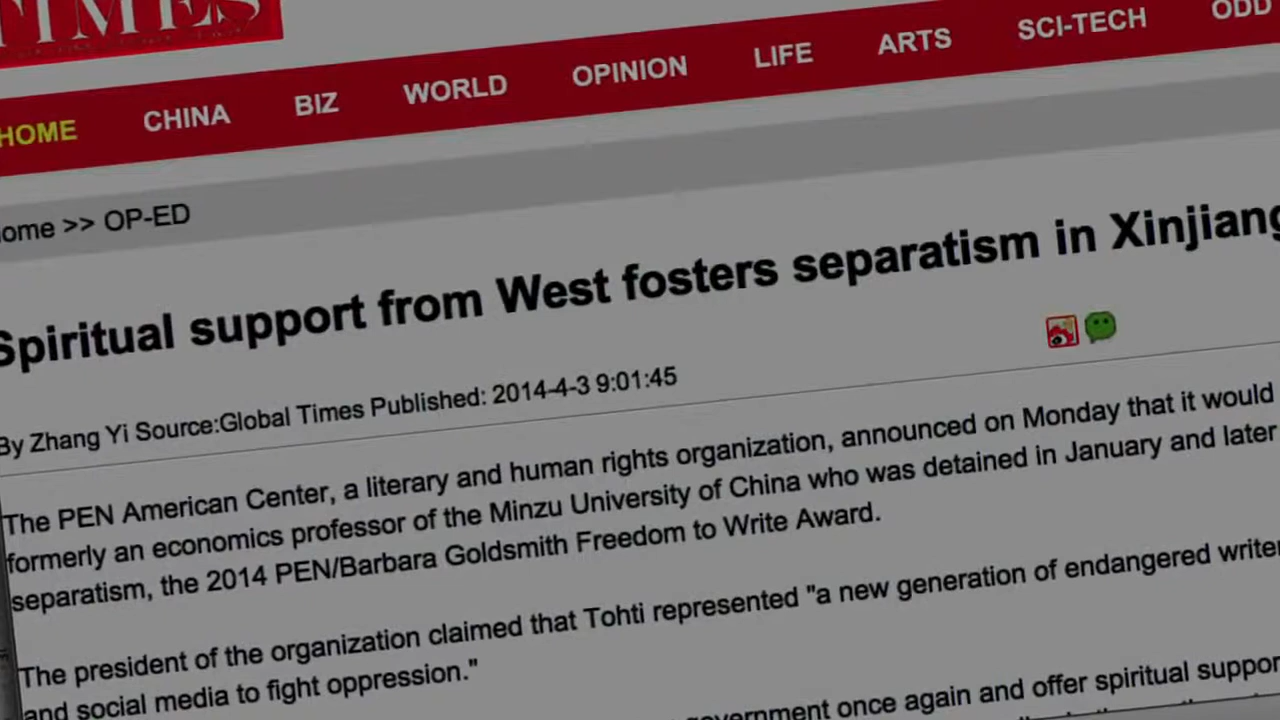 TIMES
HOME CHINA BIZ WORLD OPINION LIFE ARTS SCI-TECH ODD
ome >> OP-ED
Spiritual support from West fosters separatism in Xinjiang
By Zhang Yi Source:Global Times Published: 2014-4-3 9:01:45
The PEN American Center, a literary and human rights organization, announced on Monday that it would
formerly an economics professor of the Minzu University of China who was detained in January and later
separatism, the 2014 PEN/Barbara Goldsmith Freedom to Write Award.
The president of the organization claimed that Tohti represented "a new generation of endangered write
and social media to fight oppression."
once again and offer spiritual suppor